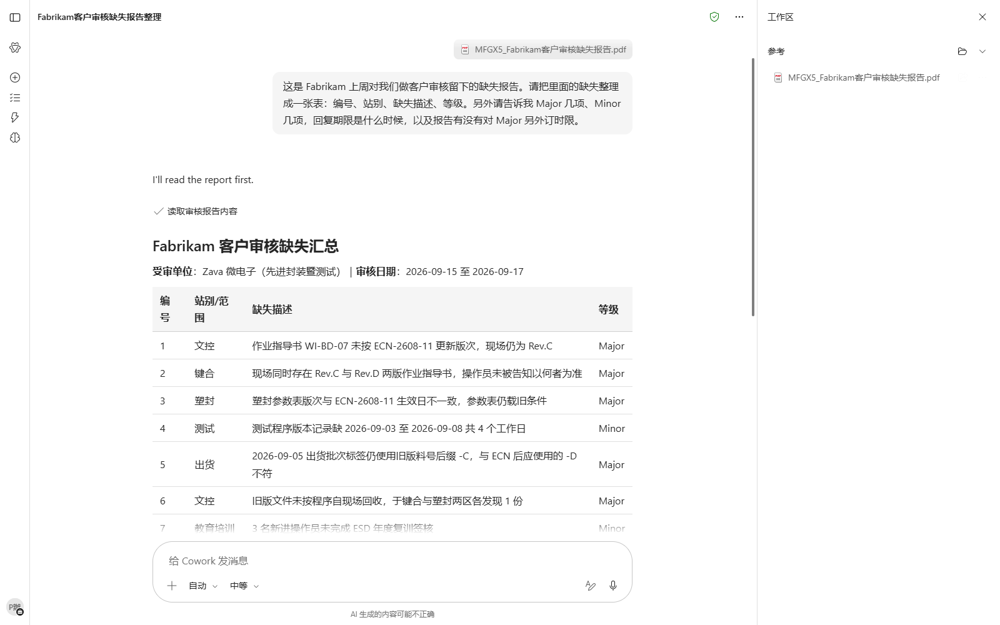 Fabrikam客户审核缺失报告整理
工作区
MFGX5_Fabrikam客户审核缺失报告.pdf
参考
MFGX5_Fabrikam客户审核缺失报告.pdf
这是 Fabrikam 上周对我们做客户审核留下的缺失报告。请把里面的缺失整理
成一张表：编号、站别、缺失描述、等级。另外请告诉我 Major 几项、Minor
几项，回复期限是什么时候，以及报告有没有对 Major 另外订时限。
I'll read the report first.
读取审核报告内容
Fabrikam 客户审核缺失汇总
受审单位：Zava 微电子（先进封装暨测试） | 审核日期：2026-09-15 至 2026-09-17
编号 站别/范围 缺失描述 等级
1 文控 作业指导书 WI-BD-07 未按 ECN-2608-11 更新版次，现场仍为 Rev.C Major
2 键合 现场同时存在 Rev.C 与 Rev.D 两版作业指导书，操作员未被告知以何者为准 Major
3 塑封 塑封参数表版次与 ECN-2608-11 生效日不一致，参数表仍载旧条件 Major
4 测试 测试程序版本记录缺 2026-09-03 至 2026-09-08 共 4 个工作日 Minor
5 出货 2026-09-05 出货批次标签仍使用旧版料号后缀 -C，与 ECN 后应使用的 -D
不符 Major
6 文控 旧版文件未按程序自现场回收，于键合与塑封两区各发现 1 份 Major
7 教育培训 3 名新进操作员未完成 ESD 年度复训签核 Minor
给 Cowork 发消息
自动 中等
AI 生成的内容可能不正确
P辦